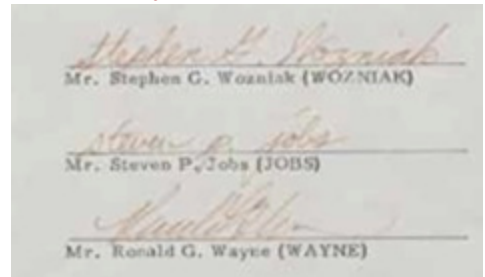 Stephen G. Wozniak
Mr. Stephen G. Wozniak (WOZNIAK)
steven p. jobs
Mr. Steven P. Jobs (JOBS)
Mr. Ronald G. Wayne (WAYNE)